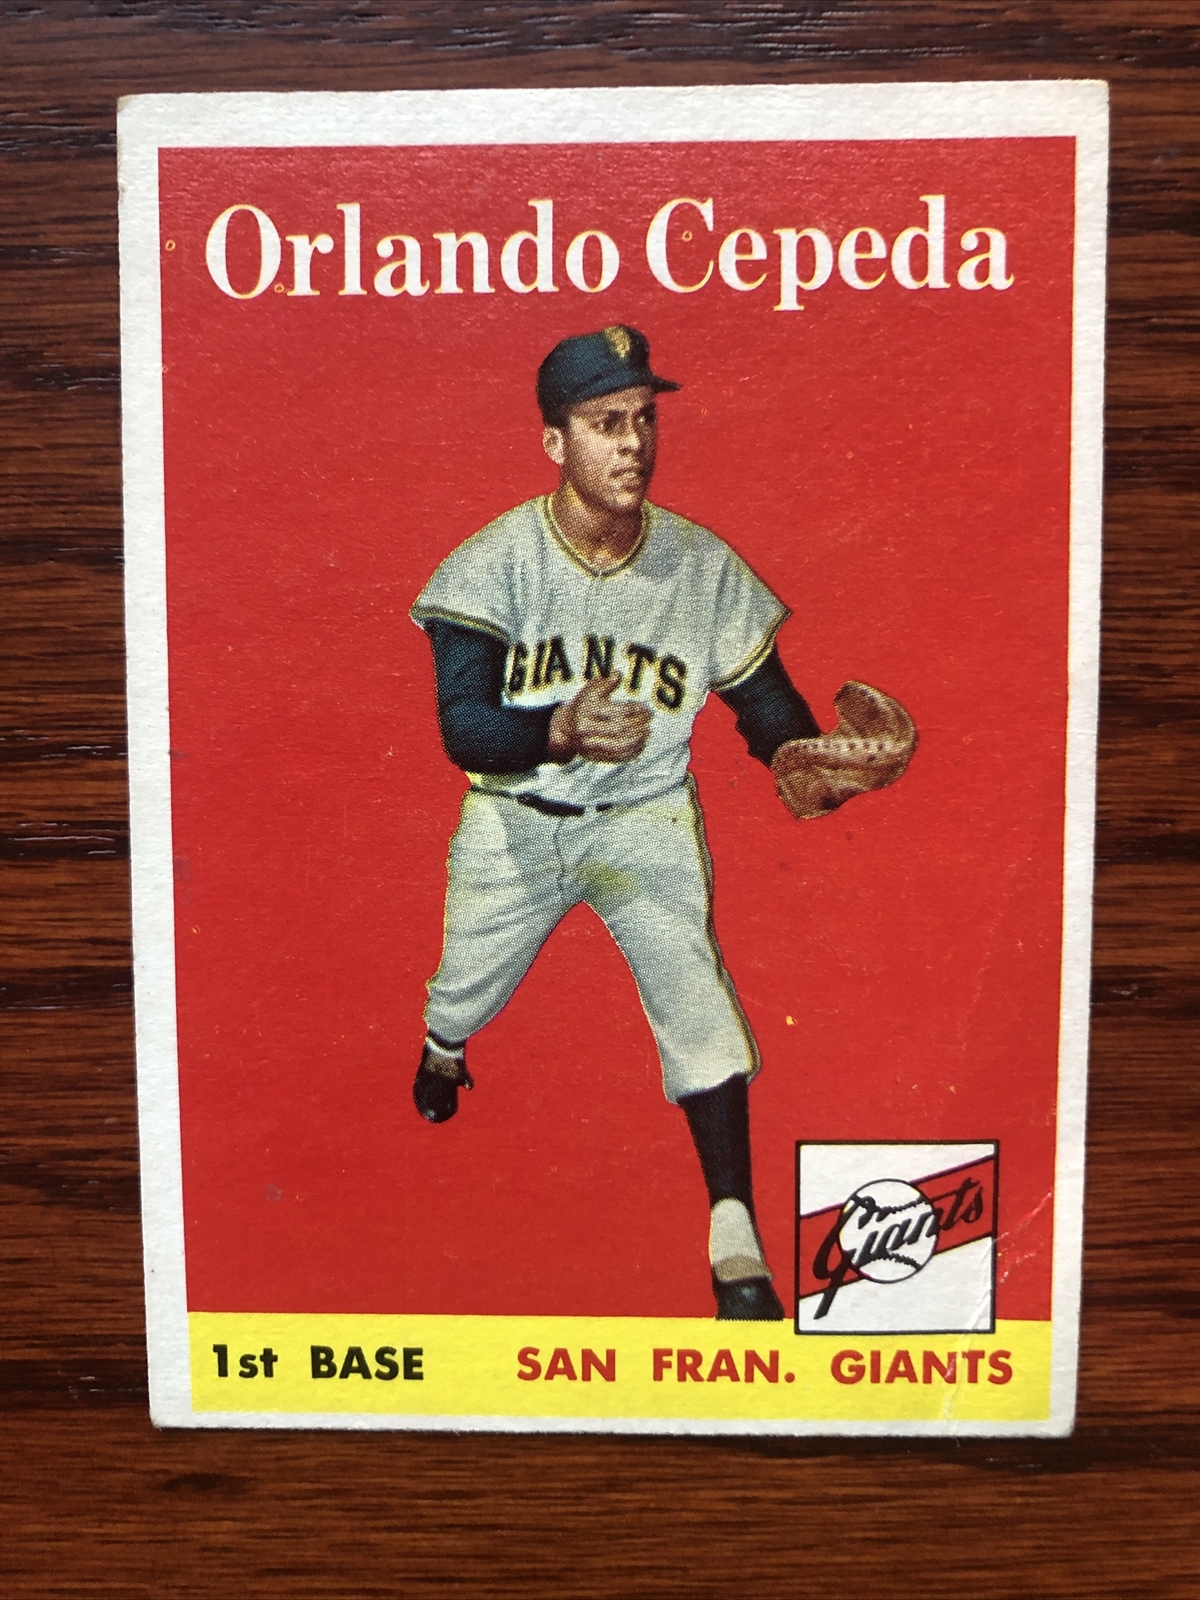 Orlando Cepeda
GIANTS
Giants
1st BASE SAN FRAN. GIANTS